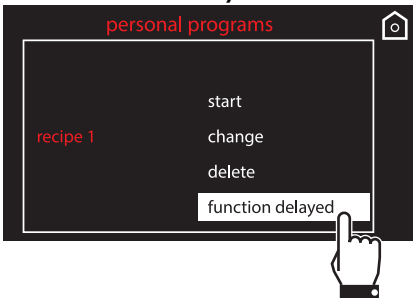 personal programs
start
recipe 1
change
delete
function delayed